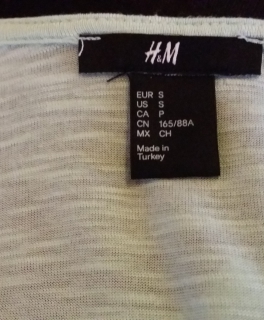 H&M
EUR S
US S
CA P
CN 165/88A
MX CH
Made in
Turkey